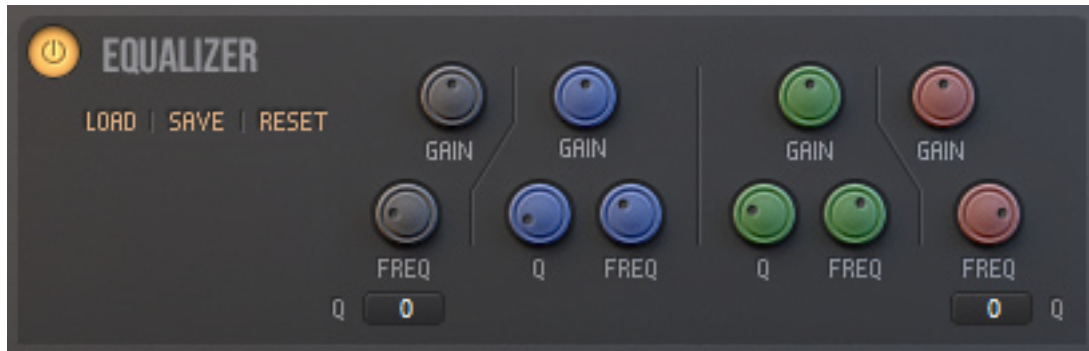 EQUALIZER
LOAD | SAVE | RESET
GAIN GAIN GAIN GAIN
FREQ Q FREQ Q FREQ FREQ
Q 0 0 Q